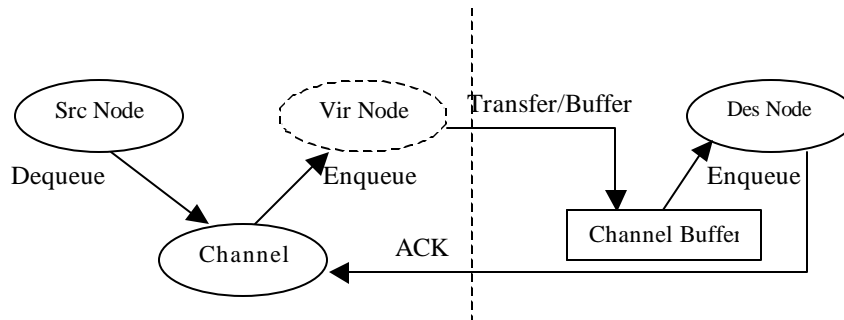 Src Node
Vir Node
Transfer/Buffer
Des Node
Dequeue
Enqueue
Enqueue
Channel
ACK
Channel Buffer